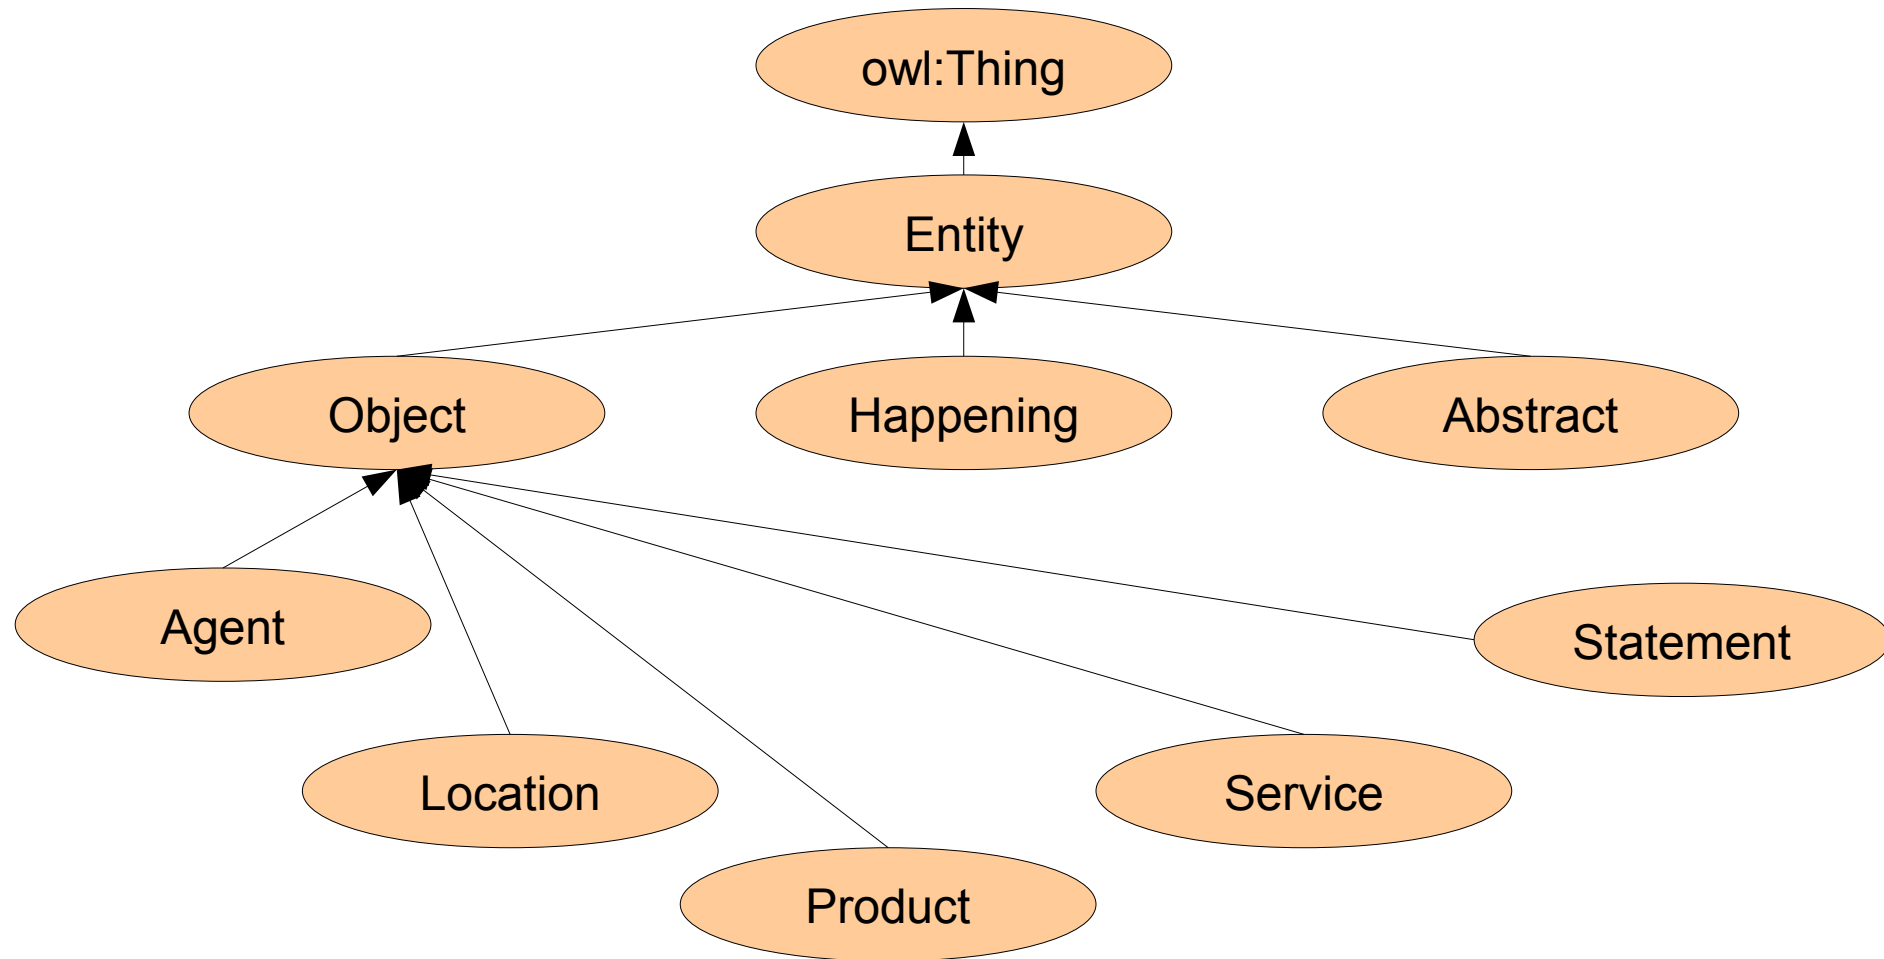 owl:Thing
Entity
Object
Happening
Abstract
Agent
Statement
Location
Service
Product